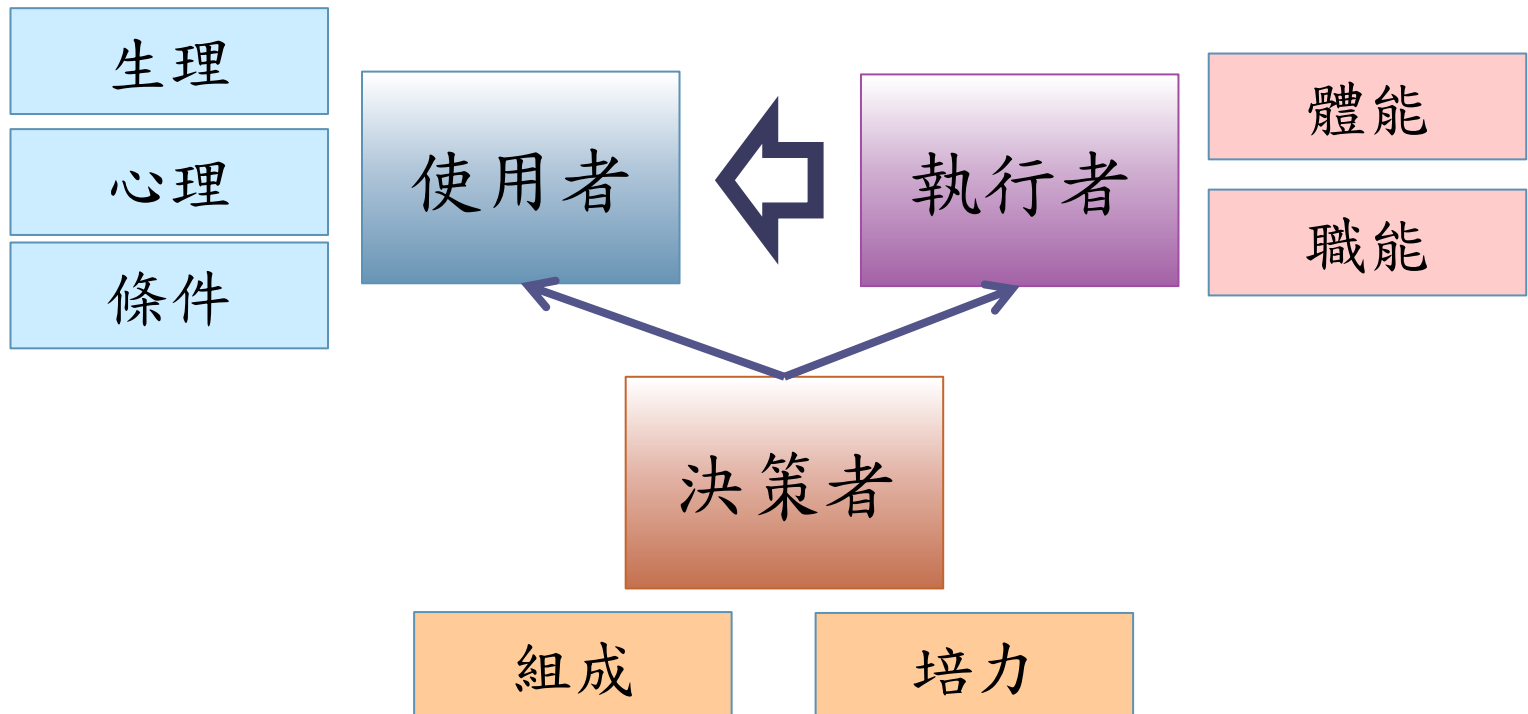 生理
心理
條件
使用者
執行者
體能
職能
決策者
組成
培力